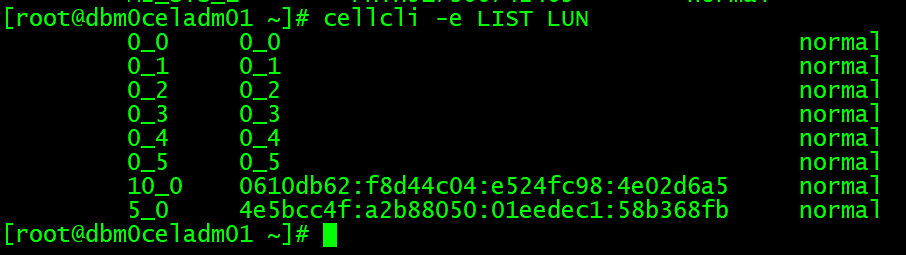 [root@dbm0celadm01 ~]# cellcli -e LIST LUN
0_0 0_0 normal
0_1 0_1 normal
0_2 0_2 normal
0_3 0_3 normal
0_4 0_4 normal
0_5 0_5 normal
10_0 0610db62:f8d44c04:e524fc98:4e02d6a5 normal
5_0 4e5bcc4f:a2b88050:01eedec1:58b368fb normal
[root@dbm0celadm01 ~]#